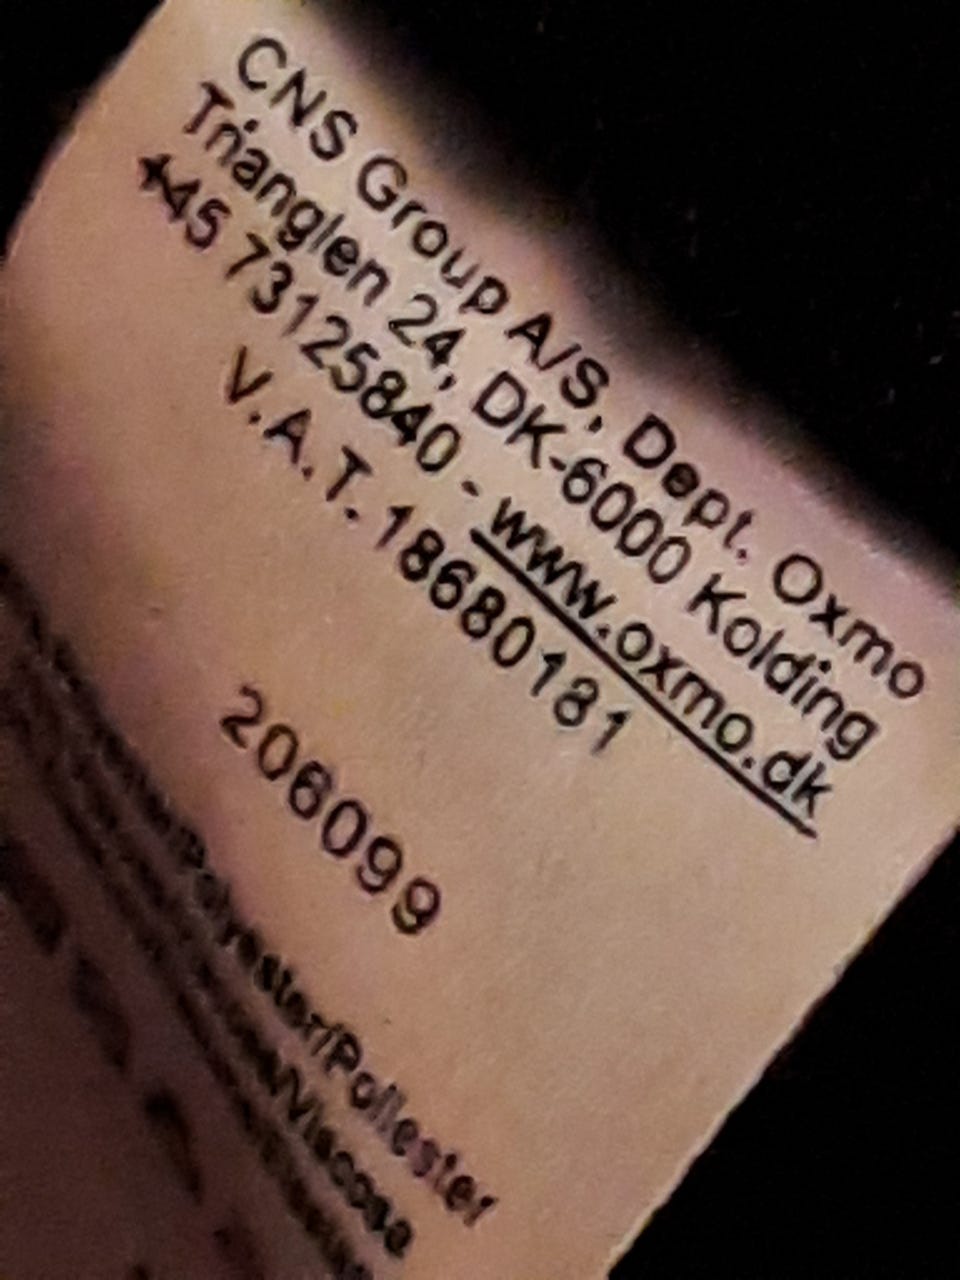 CNS Group A/S, Dept. Oxmo
Trianglen 24, DK-6000 Kolding
+45 73125840 - www.oxmo.dk
V.A.T. 18680181
206099
/Polyester/Poliester
/Viscose